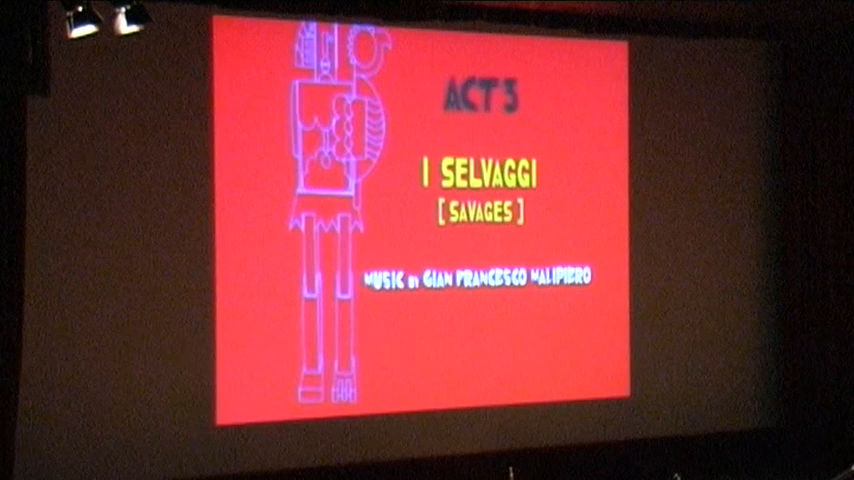 ACT 3
I SELVAGGI
[ SAVAGES ]
MUSIC BY GIAN FRANCESCO MALIPIERO